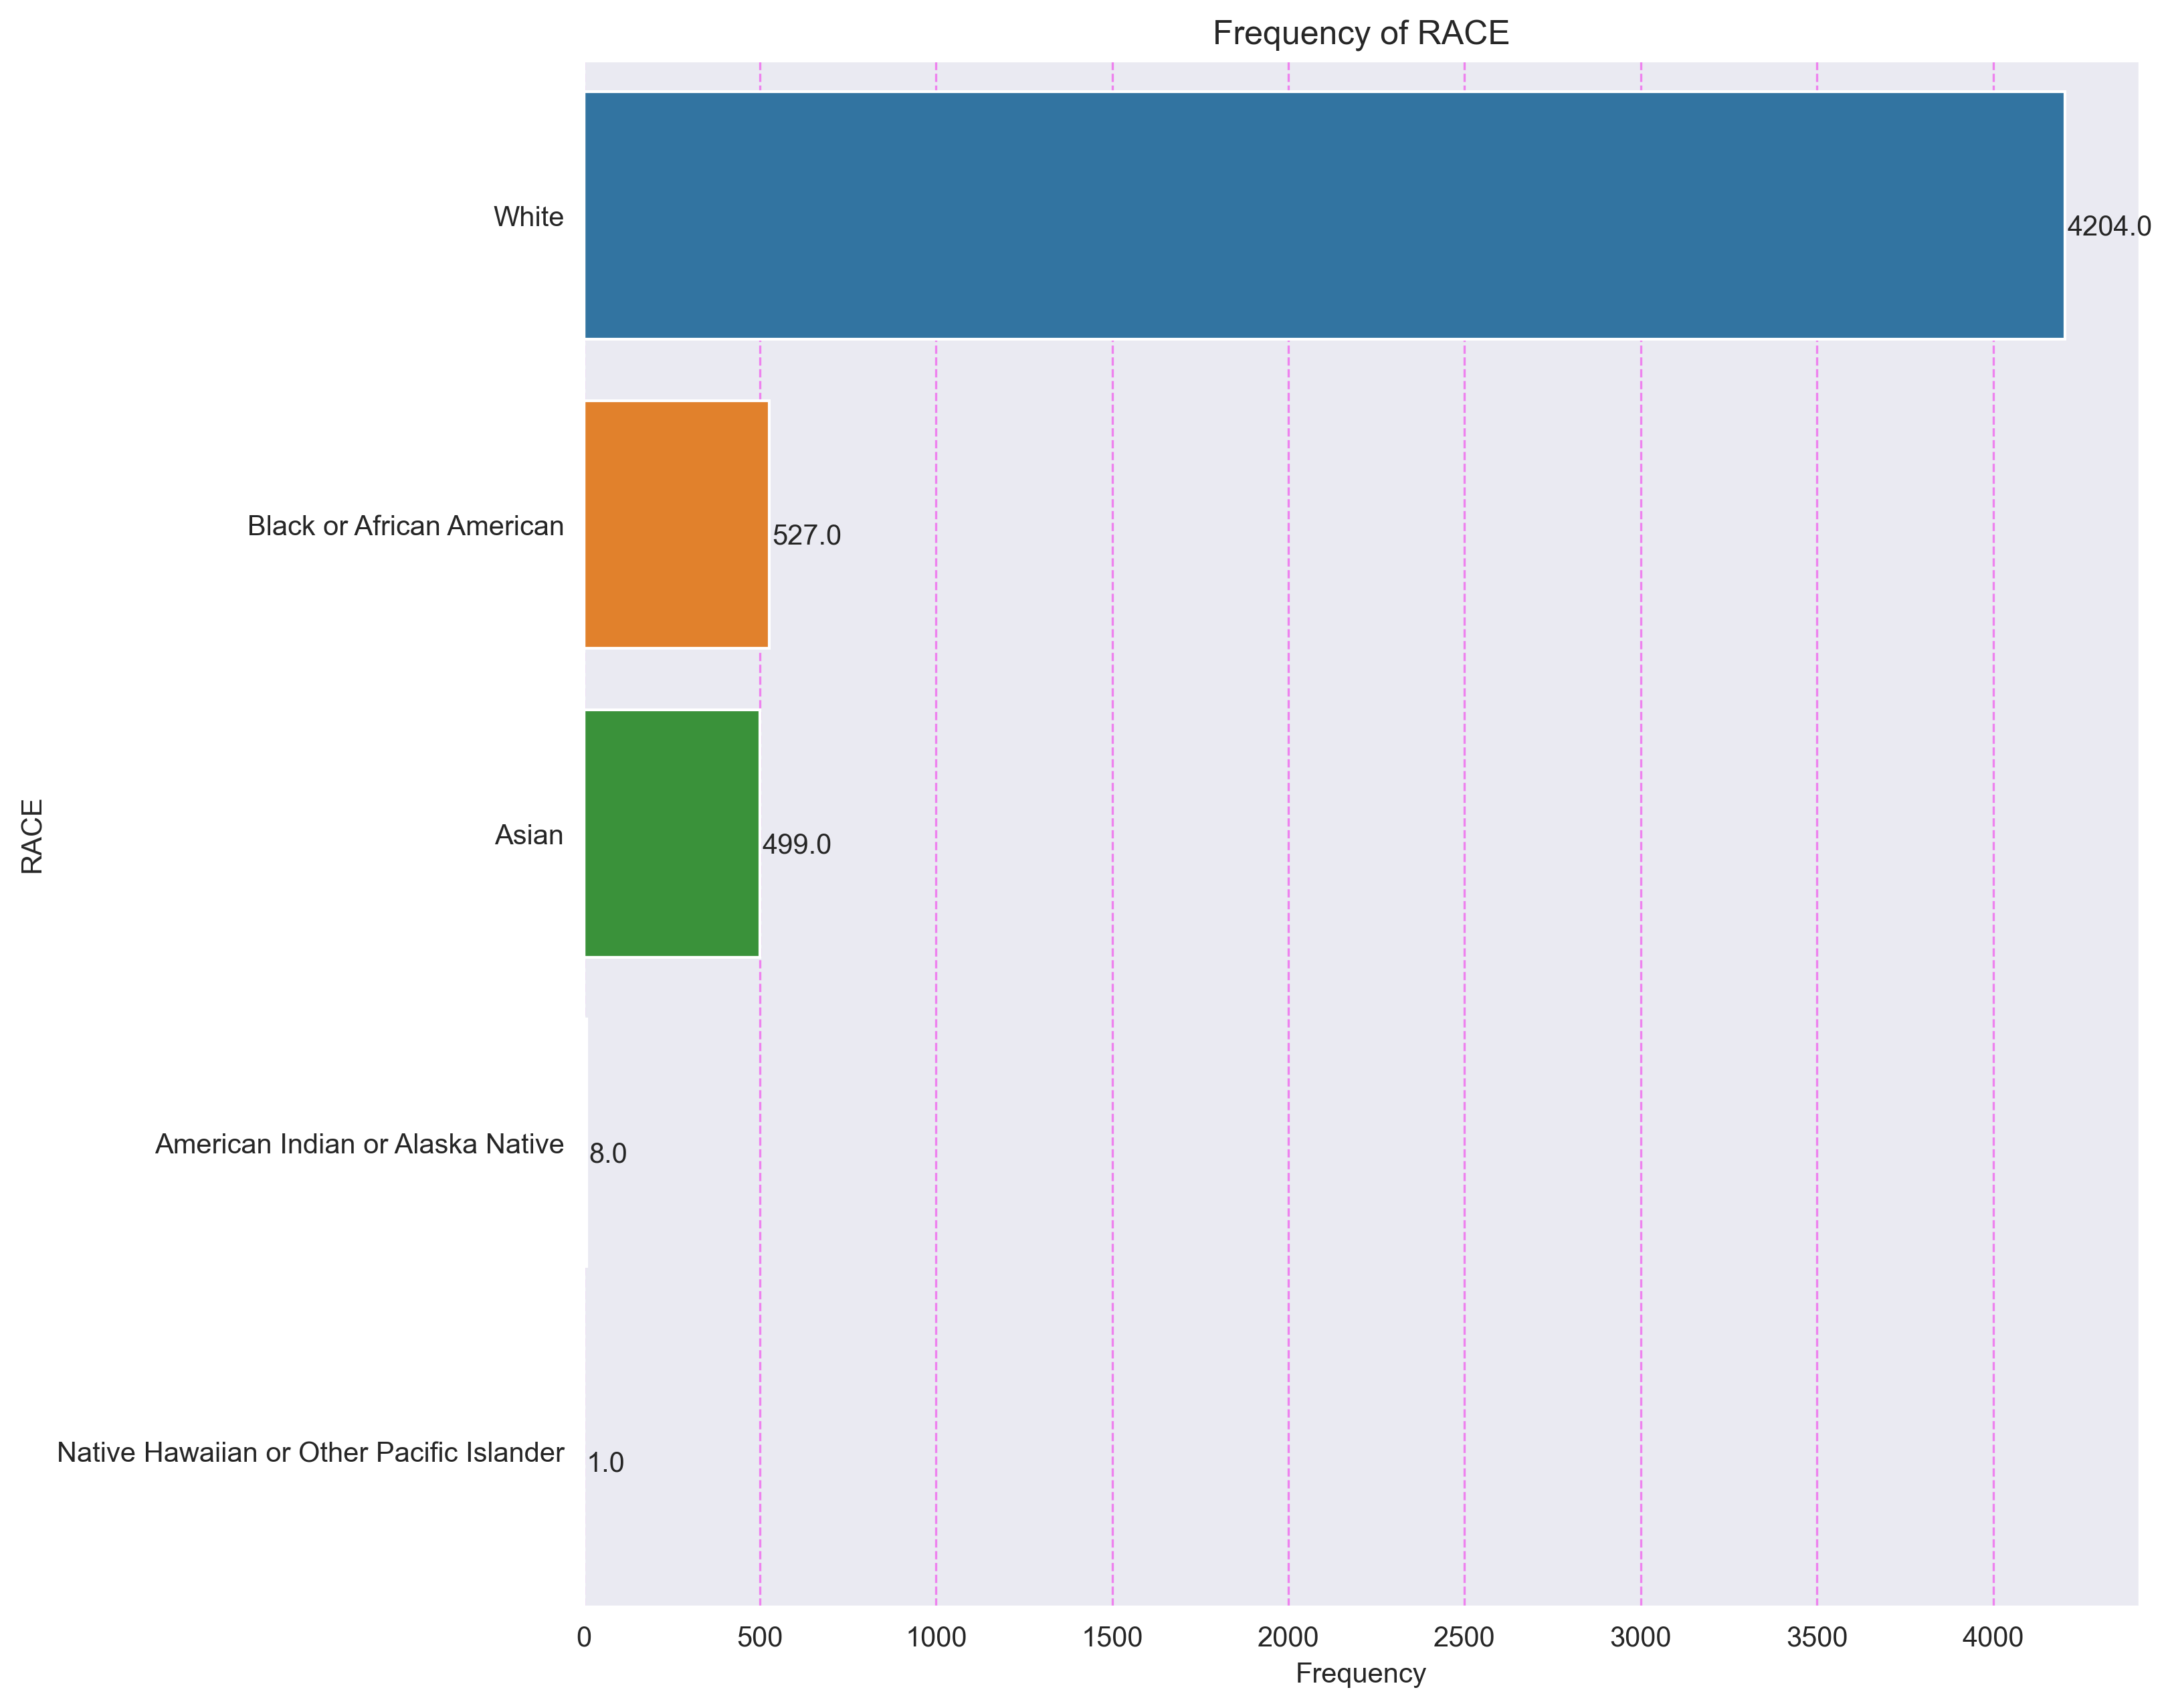 Frequency of RACE
White
4204.0
Black or African American
527.0
RACE
Asian
499.0
American Indian or Alaska Native
8.0
Native Hawaiian or Other Pacific Islander
1.0
0 500 1000 1500 2000 2500 3000 3500 4000
Frequency